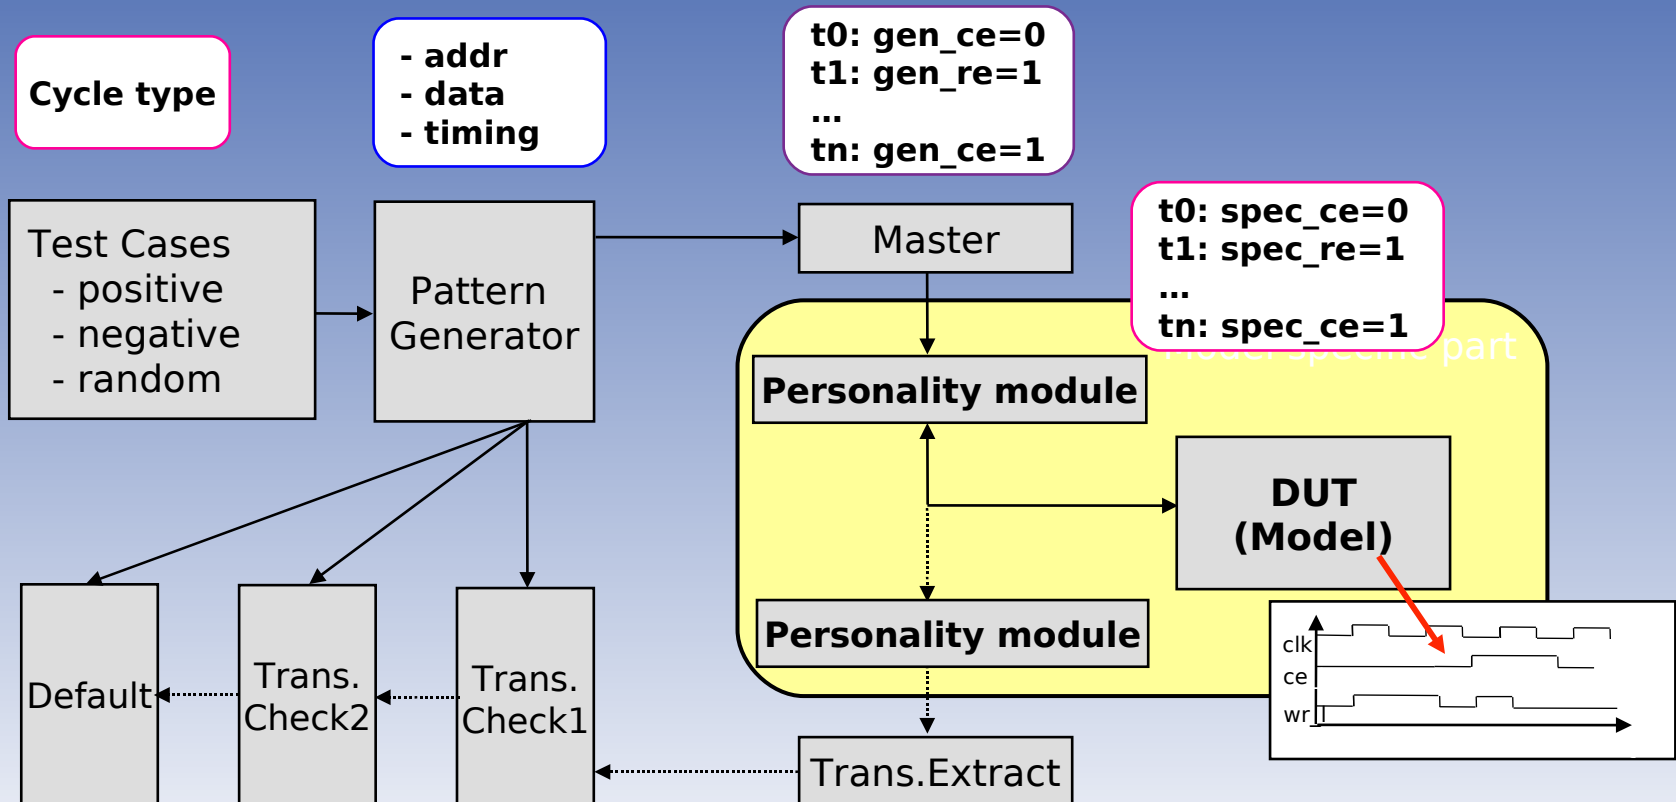 Cycle type
- addr
- data
- timing
t0: gen_ce=0
t1: gen_re=1
…
tn: gen_ce=1
t0: spec_ce=0
t1: spec_re=1
…
tn: spec_ce=1
Test Cases
- positive
- negative
- random
Pattern
Generator
Master
part
Personality module
DUT
(Model)
Personality module
Default
Trans.
Check2
Trans.
Check1
Trans.Extract
clk
ce
wr_l